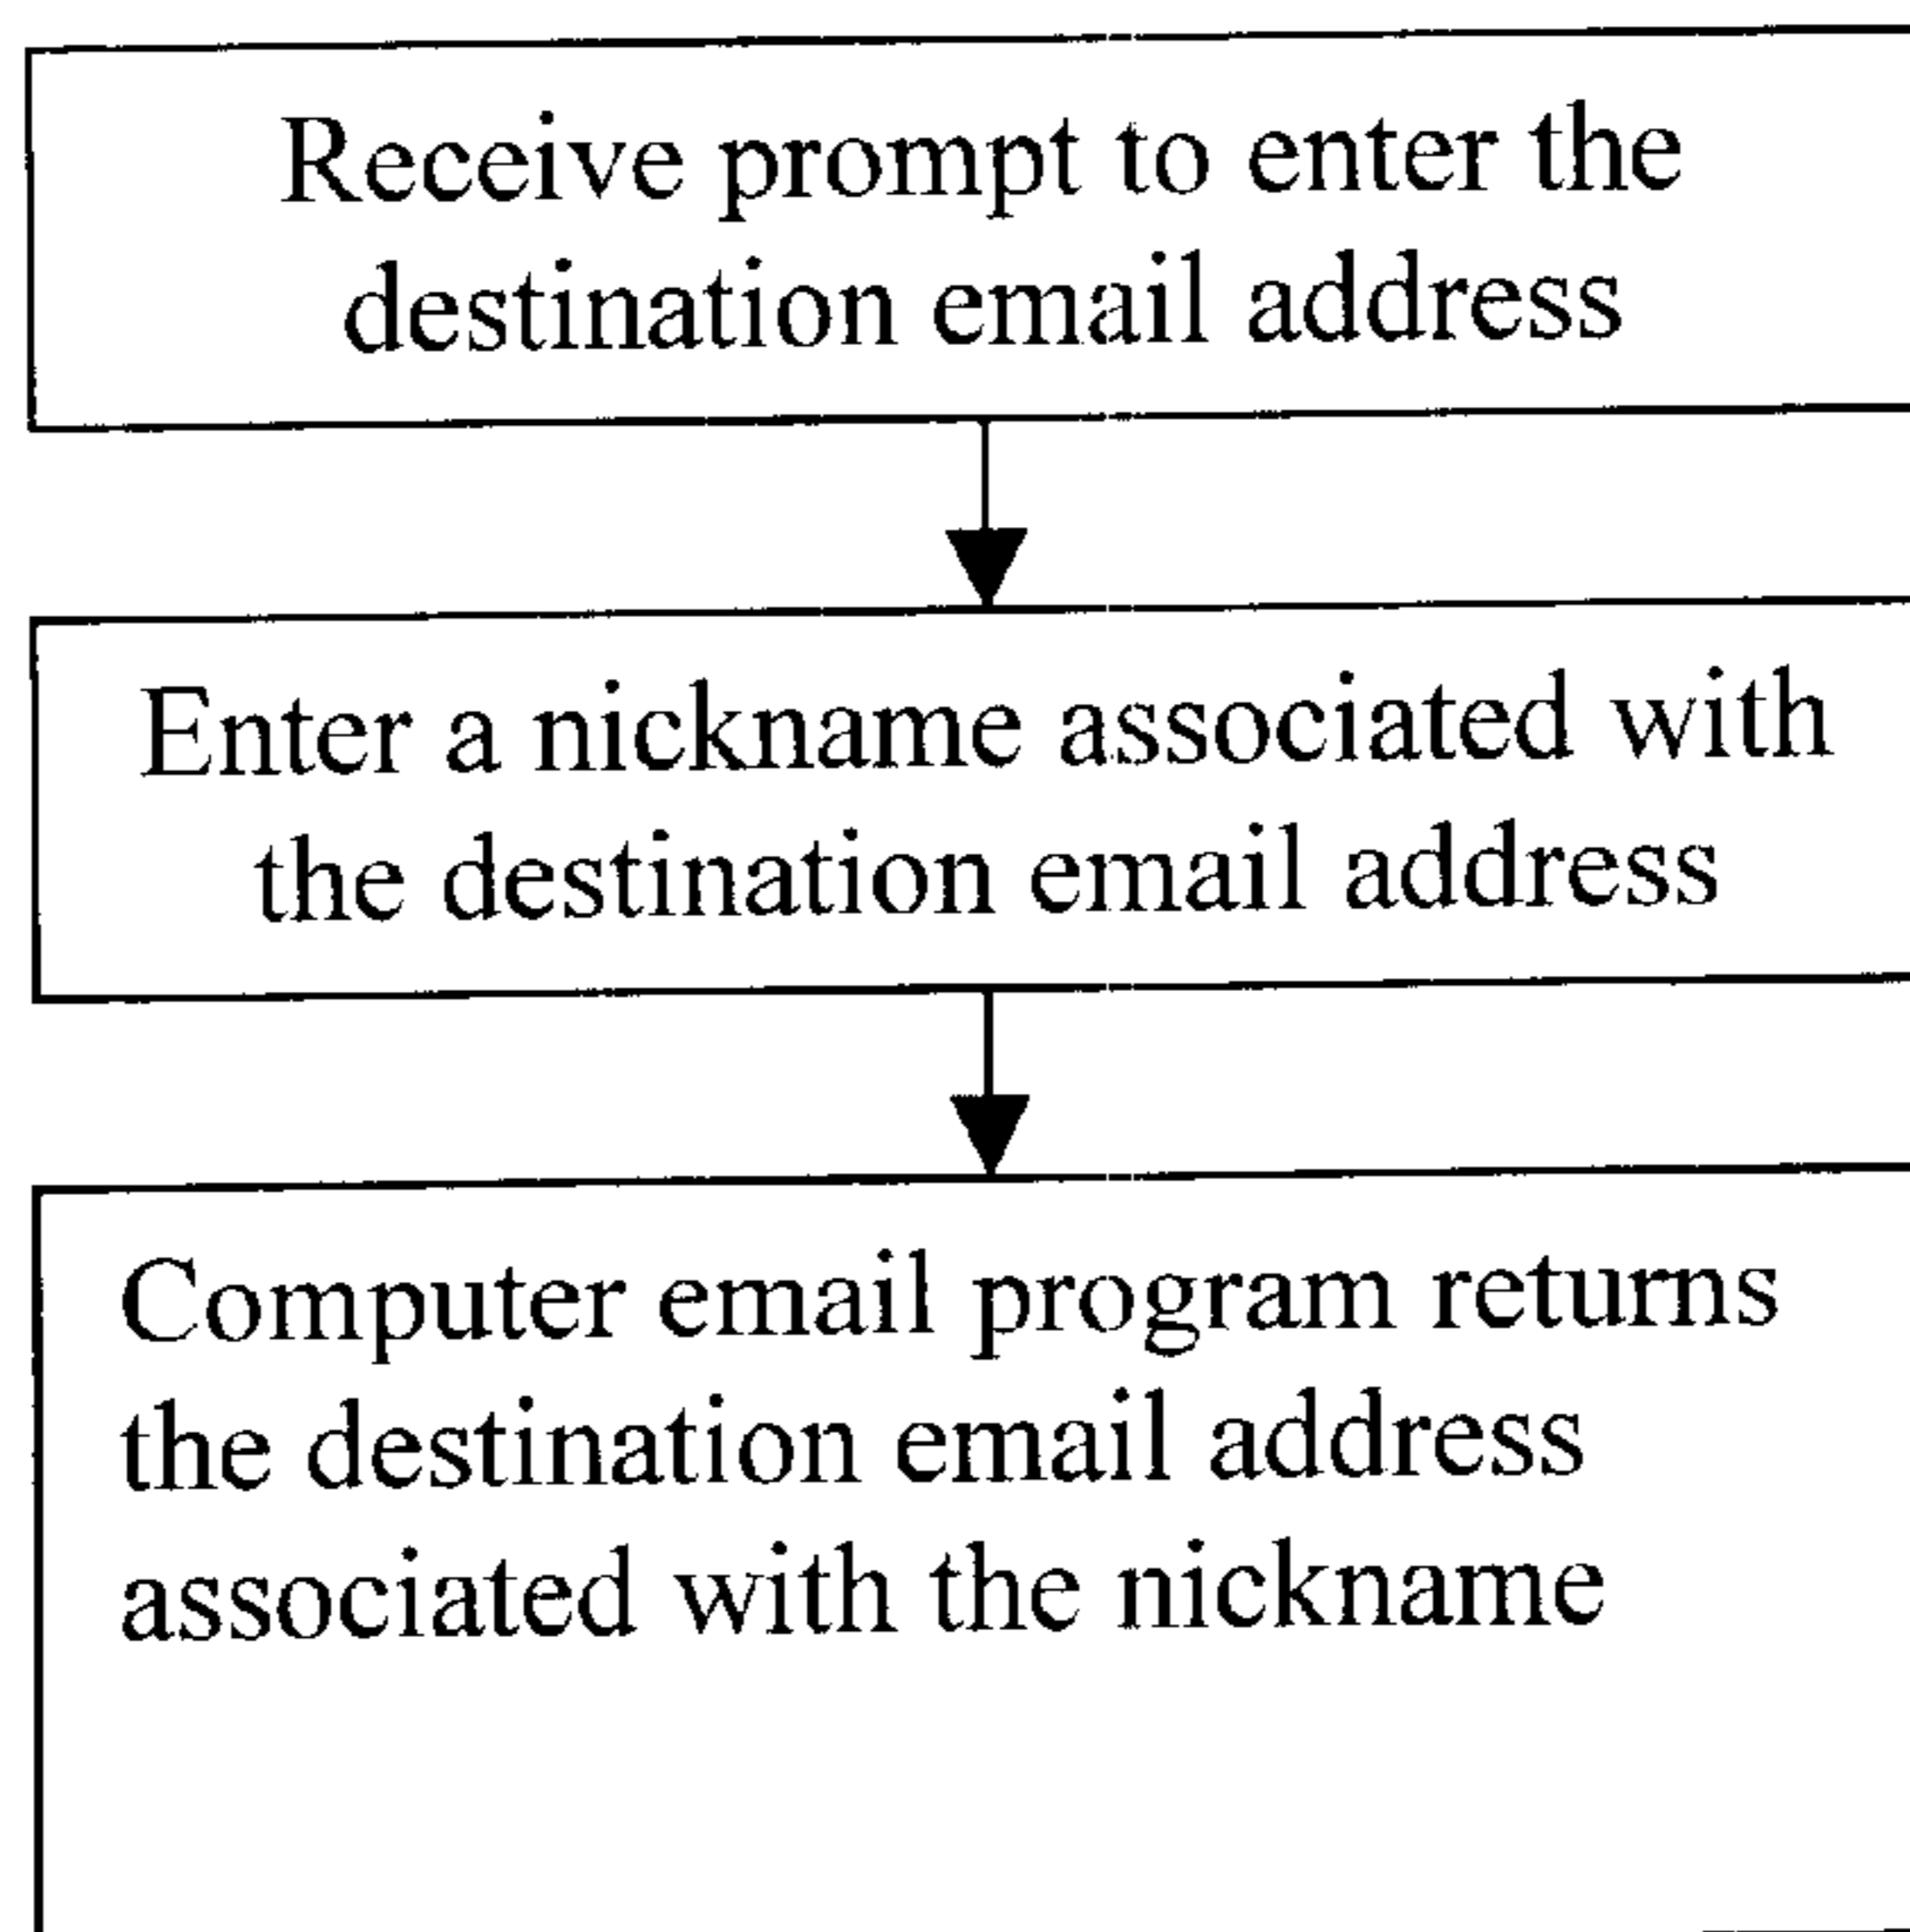 Receive prompt to enter the
destination email address
Enter a nickname associated with
the destination email address
Computer email program returns
the destination email address
associated with the nickname